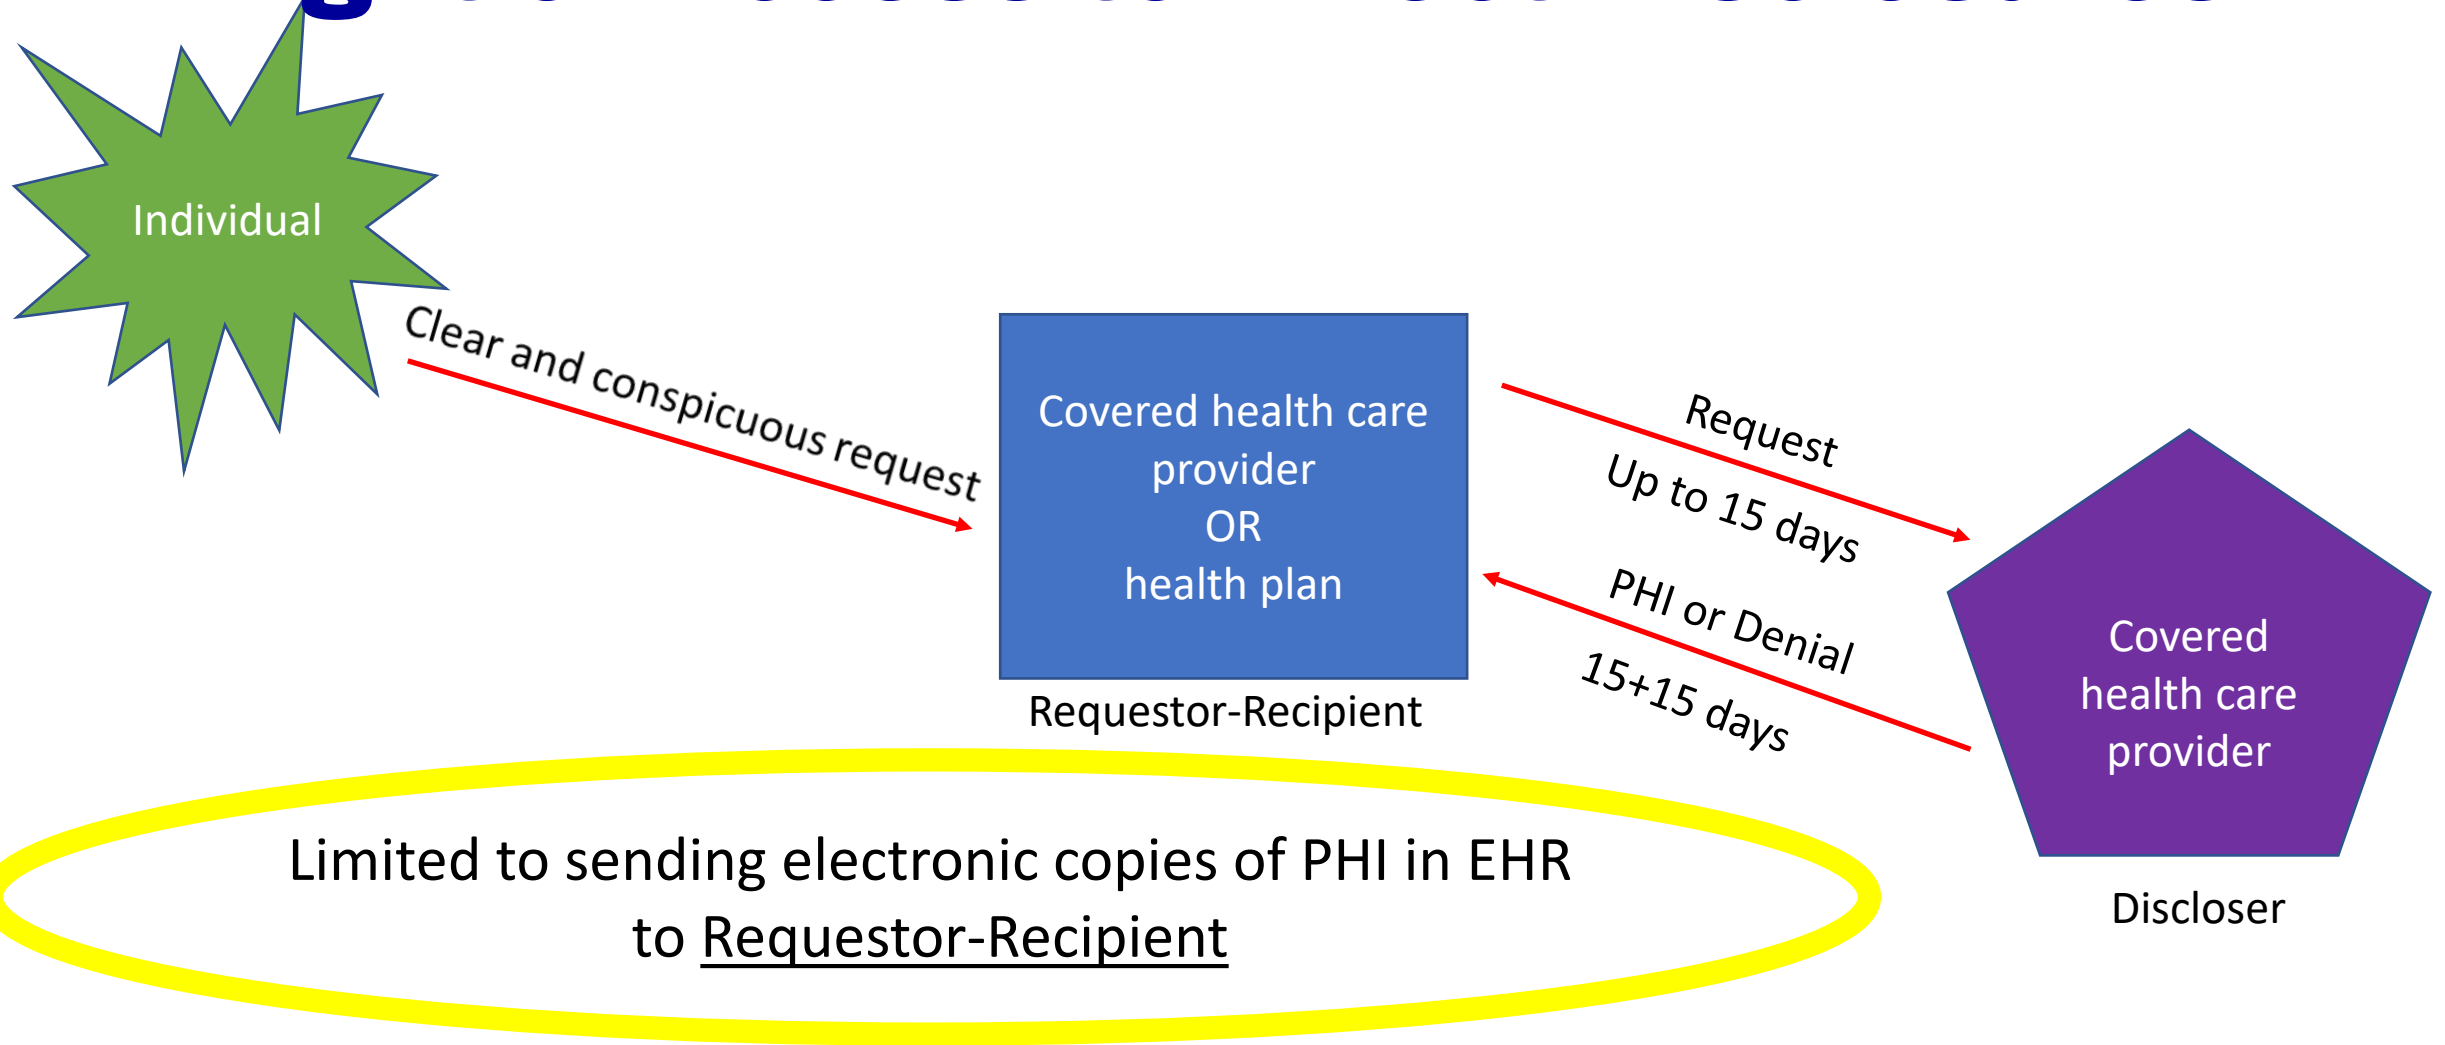 Individual
Clear and conspicuous request
Covered health care
provider
OR
health plan
Requestor-Recipient
Request
Up to 15 days
PHI or Denial
15+15 days
Covered
health care
provider
Discloser
Limited to sending electronic copies of PHI in EHR
to Requestor-Recipient